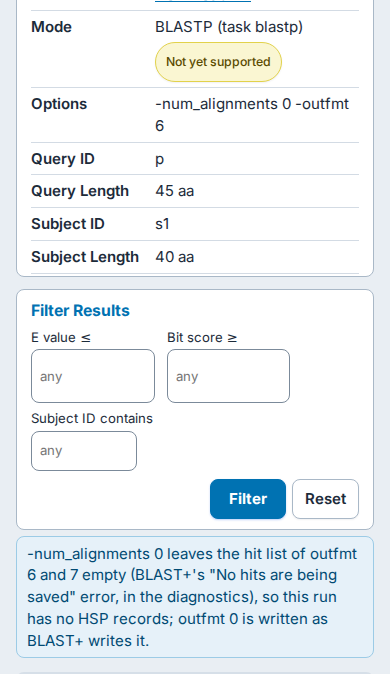 Mode BLASTP (task blastp)
Not yet supported
Options -num_alignments 0 -outfmt
6
Query ID p
Query Length 45 aa
Subject ID s1
Subject Length 40 aa
Filter Results
E value ≤ Bit score ≥
any any
Subject ID contains
any
Filter Reset
-num_alignments 0 leaves the hit list of outfmt
6 and 7 empty (BLAST+'s "No hits are being
saved" error, in the diagnostics), so this run
has no HSP records; outfmt 0 is written as
BLAST+ writes it.